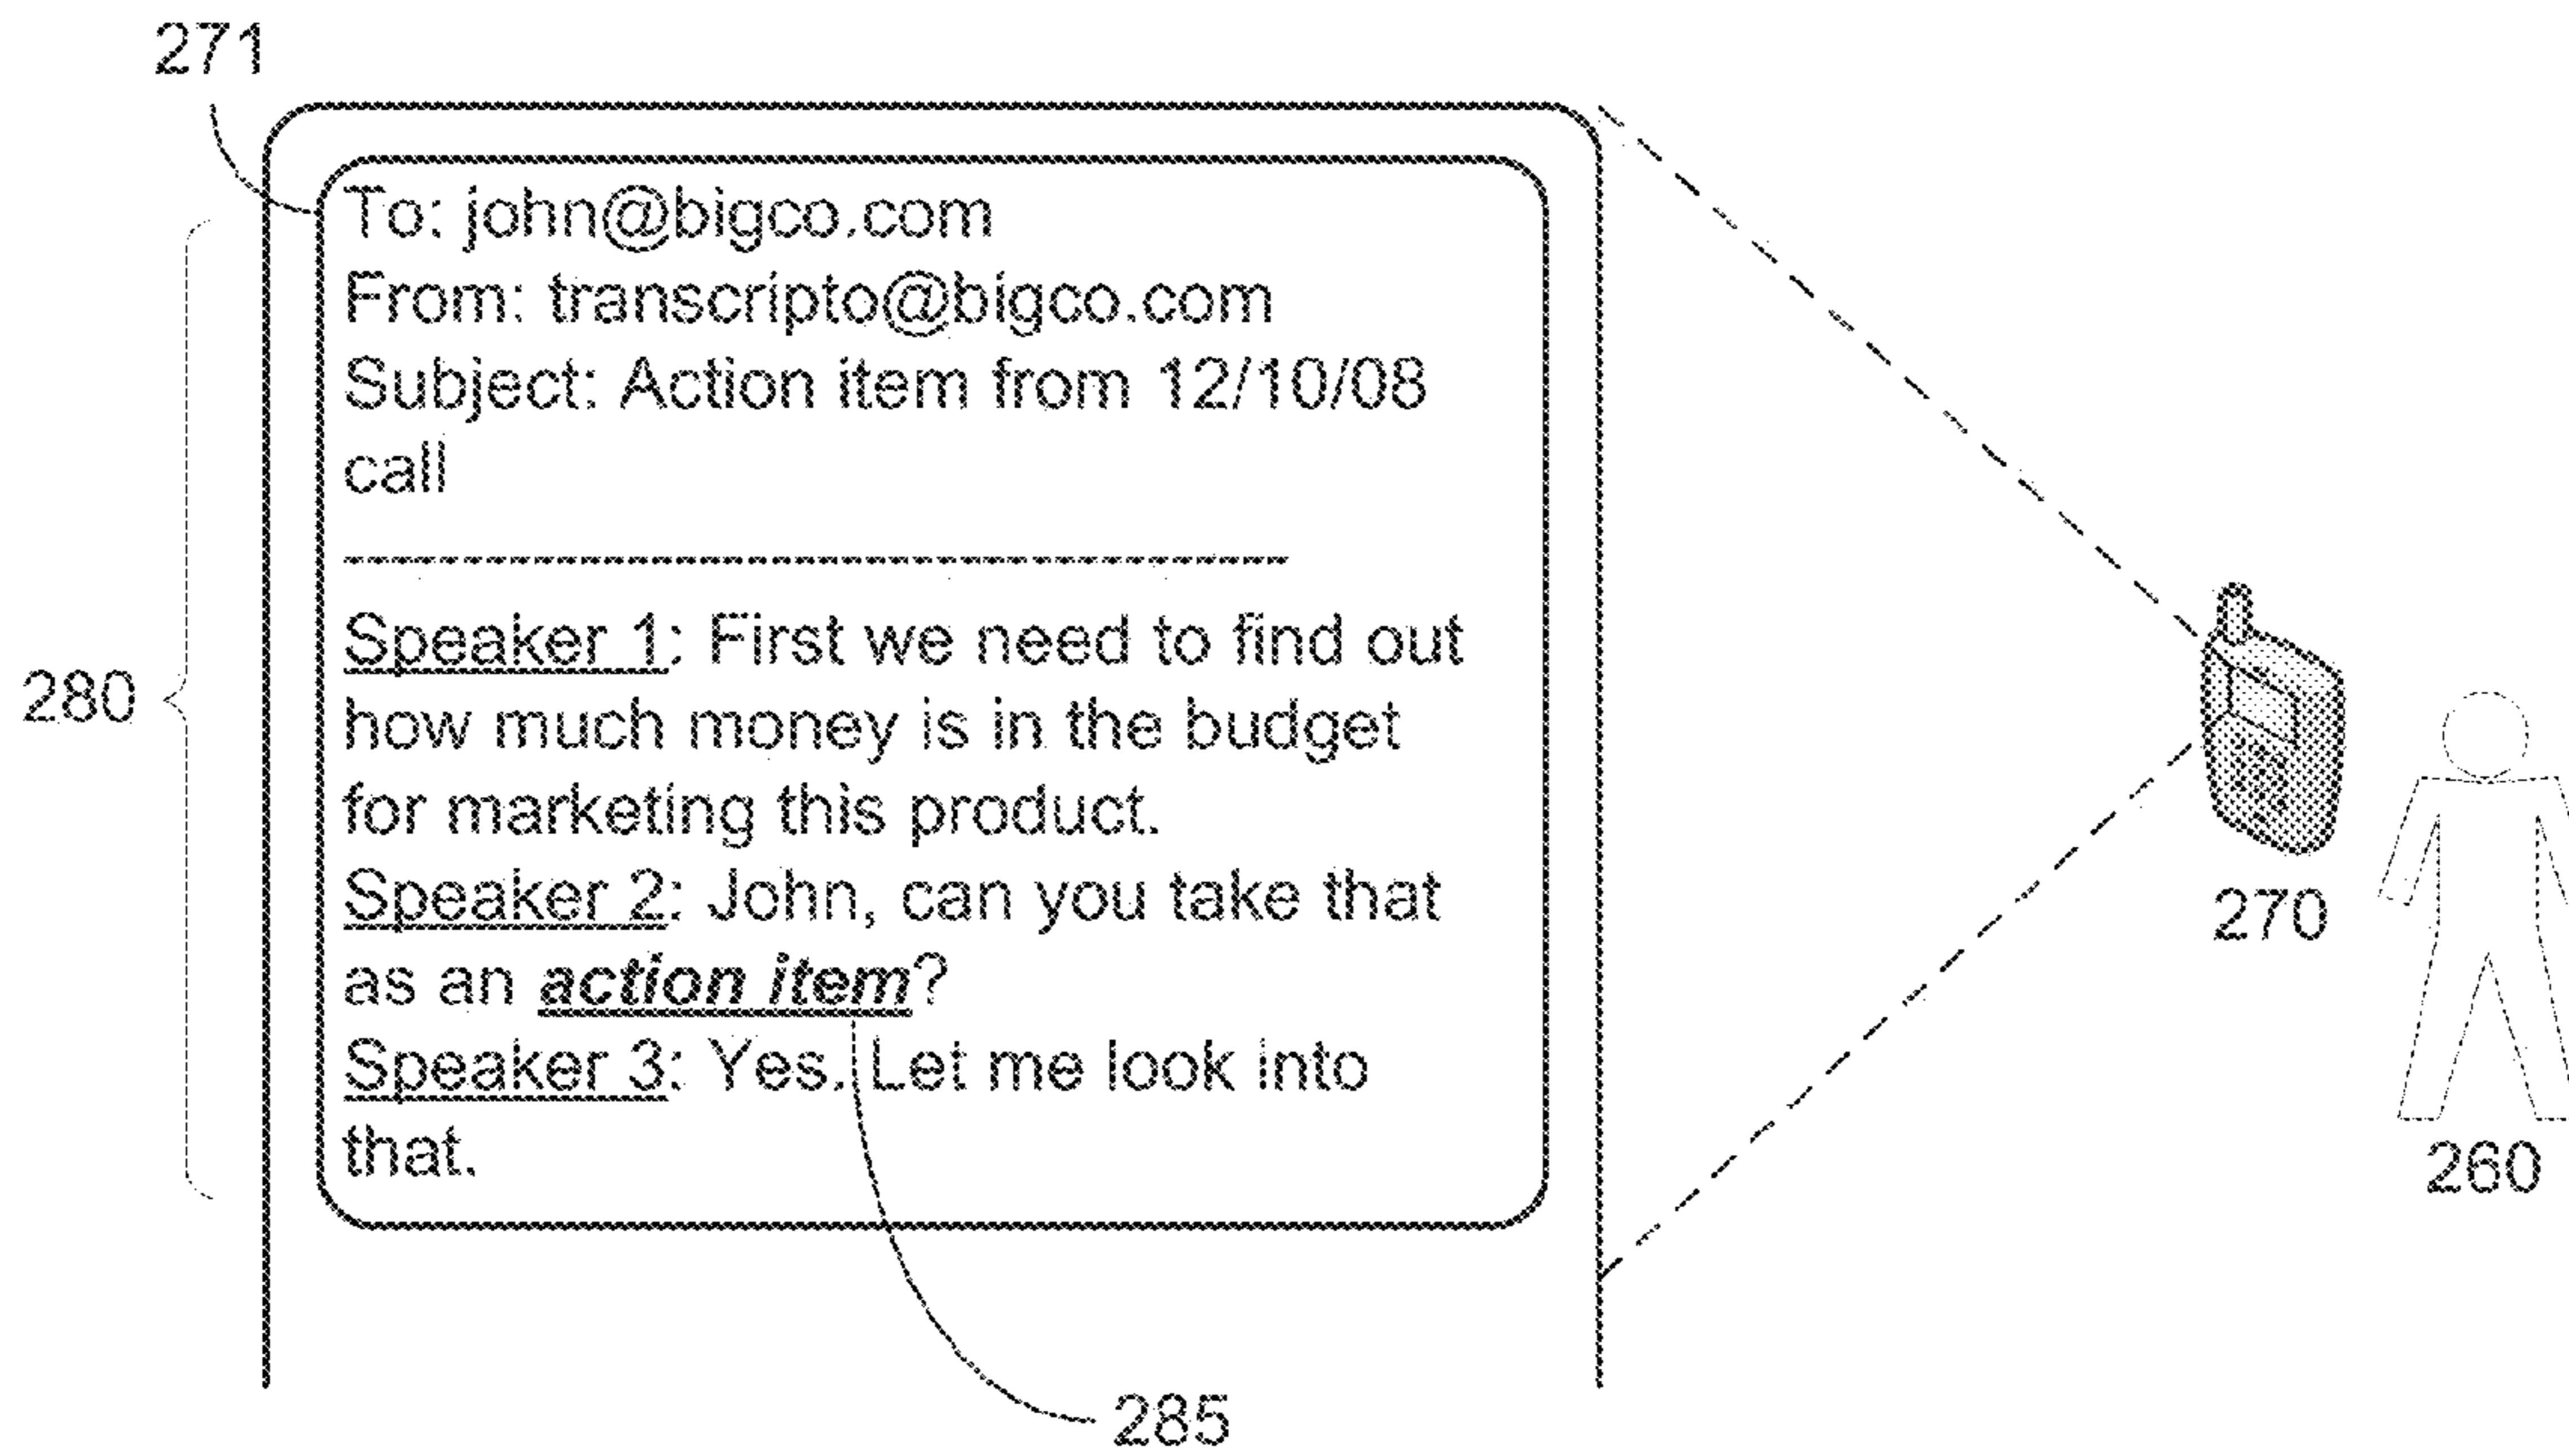 271
To: john@bigco.com
From: transcripto@bigco.com
Subject: Action item from 12/10/08
call
------------------------------------------------------------
Speaker 1: First we need to find out
how much money is in the budget
for marketing this product.
Speaker 2: John, can you take that
as an action item?
Speaker 3: Yes. Let me look into
that.
280
270
260
285